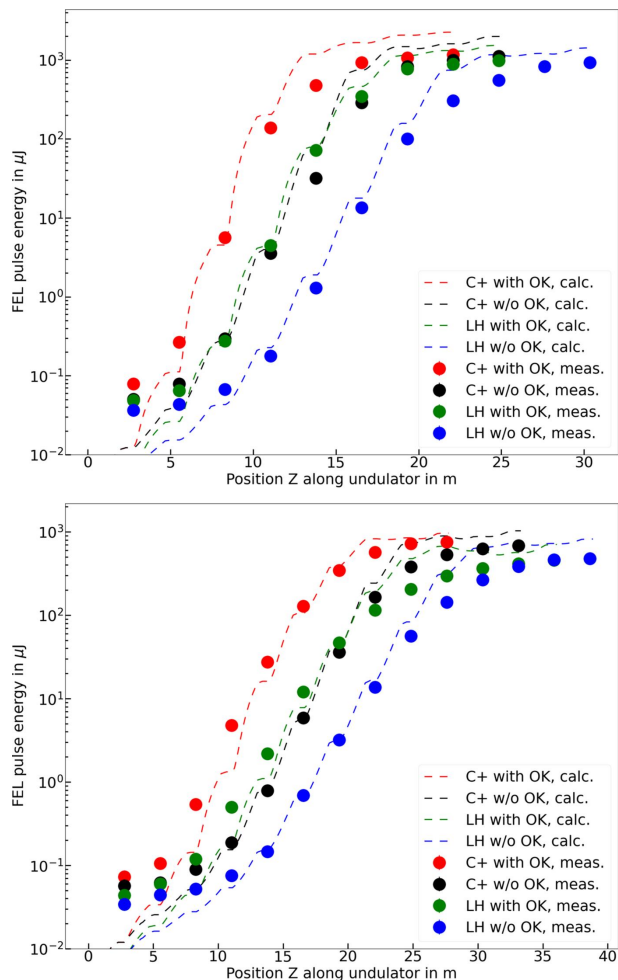 FEL pulse energy in μJ
10³
10²
10¹
10⁰
10⁻¹
10⁻²
C+ with OK, calc.
C+ w/o OK, calc.
LH with OK, calc.
LH w/o OK, calc.
C+ with OK, meas.
C+ w/o OK, meas.
LH with OK, meas.
LH w/o OK, meas.
0 5 10 15 20 25 30
Position Z along undulator in m
FEL pulse energy in μJ
10³
10²
10¹
10⁰
10⁻¹
10⁻²
C+ with OK, calc.
C+ w/o OK, calc.
LH with OK, calc.
LH w/o OK, calc.
C+ with OK, meas.
C+ w/o OK, meas.
LH with OK, meas.
LH w/o OK, meas.
0 5 10 15 20 25 30 35 40
Position Z along undulator in m